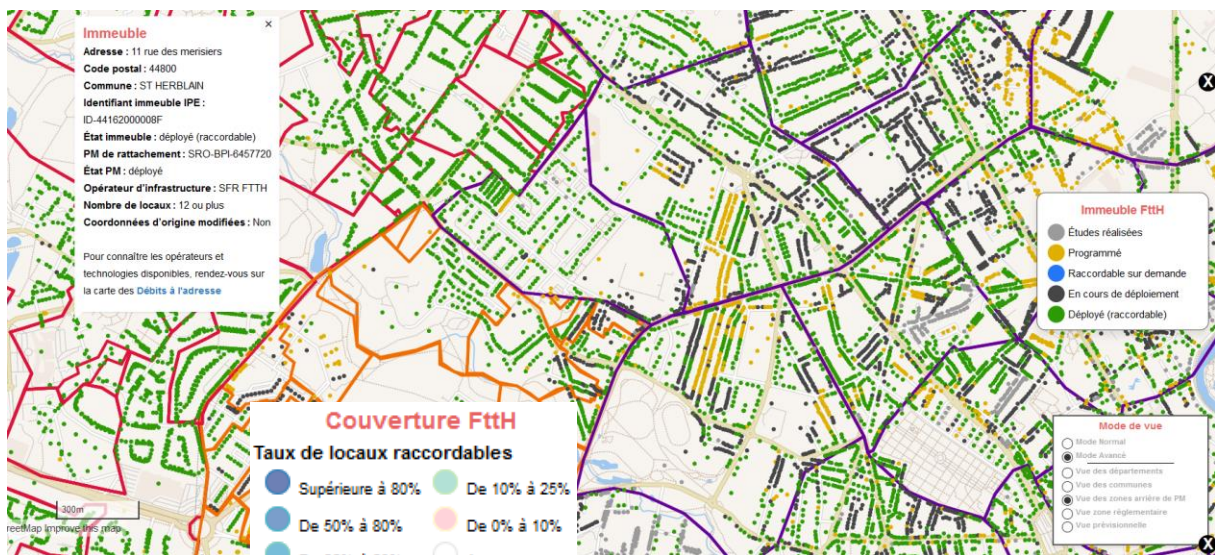 ×
Immeuble
Adresse : 11 rue des merisiers
Code postal : 44800
Commune : ST HERBLAIN
Identifiant immeuble IPE :
ID-44162000008F
État immeuble : déployé (raccordable)
PM de rattachement : SRO-BPI-6457720
État PM : déployé
Opérateur d'infrastructure : SFR FTTH
Nombre de locaux : 12 ou plus
Coordonnées d'origine modifiées : Non
Pour connaître les opérateurs et
technologies disponibles, rendez-vous sur
la carte des Débits à l'adresse
X
Immeuble FttH
Études réalisées
Programmé
Raccordable sur demande
En cours de déploiement
Déployé (raccordable)
Couverture FttH
Taux de locaux raccordables
Supérieure à 80%
De 10% à 25%
De 50% à 80%
De 0% à 10%
Mode de vue
Mode Normal
Mode Avancé
Vue des départements
Vue des communes
Vue des zones arrière de PM
Vue zone réglementaire
Vue prévisionnelle
X
300m
reetMap Improve this map